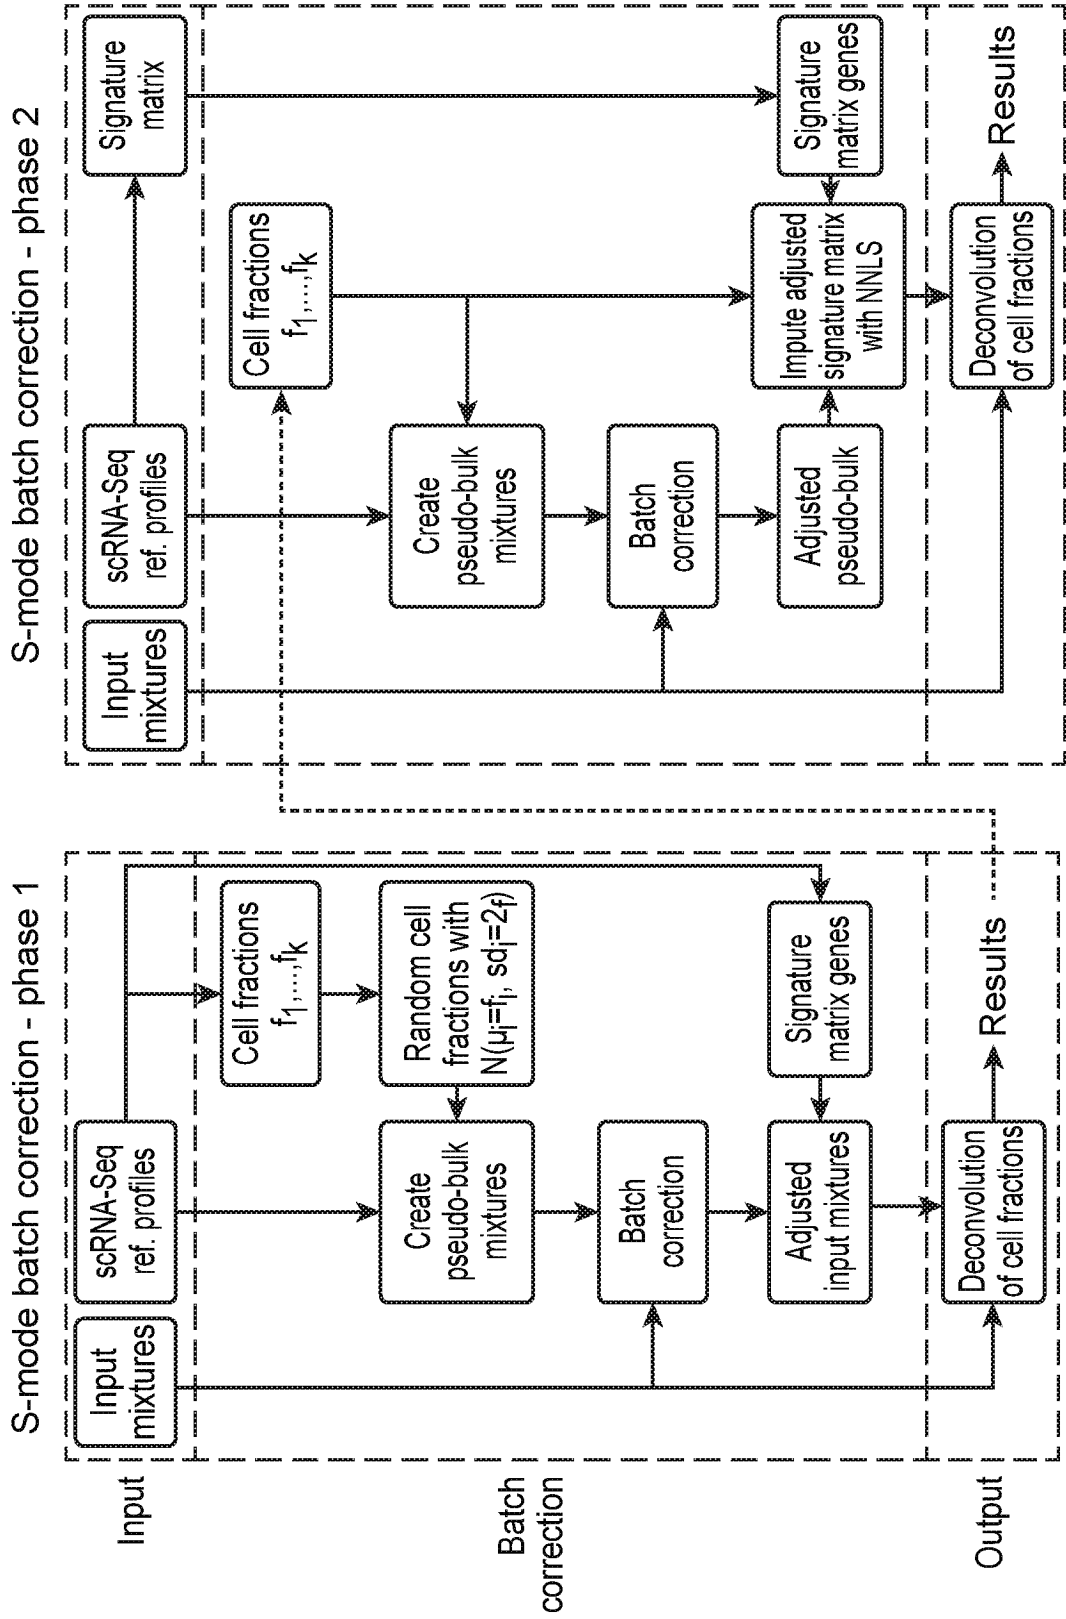 S-mode batch correction - phase 1
Input
Input
mixtures
scRNA-Seq
ref. profiles
Batch
correction
Cell fractions
f1,...,fk
Random cell
fractions with
N(μi=fi, sdi=2f)
Create
pseudo-bulk
mixtures
Batch
correction
Adjusted
input mixtures
Signature
matrix genes
Output
Deconvolution
of cell fractions
Results
S-mode batch correction - phase 2
Input
mixtures
scRNA-Seq
ref. profiles
Signature
matrix
Cell fractions
f1,...,fk
Create
pseudo-bulk
mixtures
Batch
correction
Adjusted
pseudo-bulk
Impute adjusted
signature matrix
with NNLS
Signature
matrix genes
Deconvolution
of cell fractions
Results